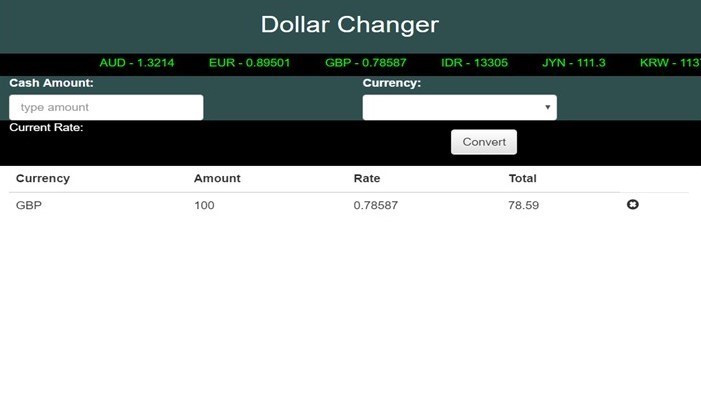 Dollar Changer
AUD - 1.3214 EUR - 0.89501 GBP - 0.78587 IDR - 13305 JYN - 111.3 KRW - 113
Cash Amount: Currency:
type amount
Current Rate:
Convert
Currency Amount Rate Total
GBP 100 0.78587 78.59